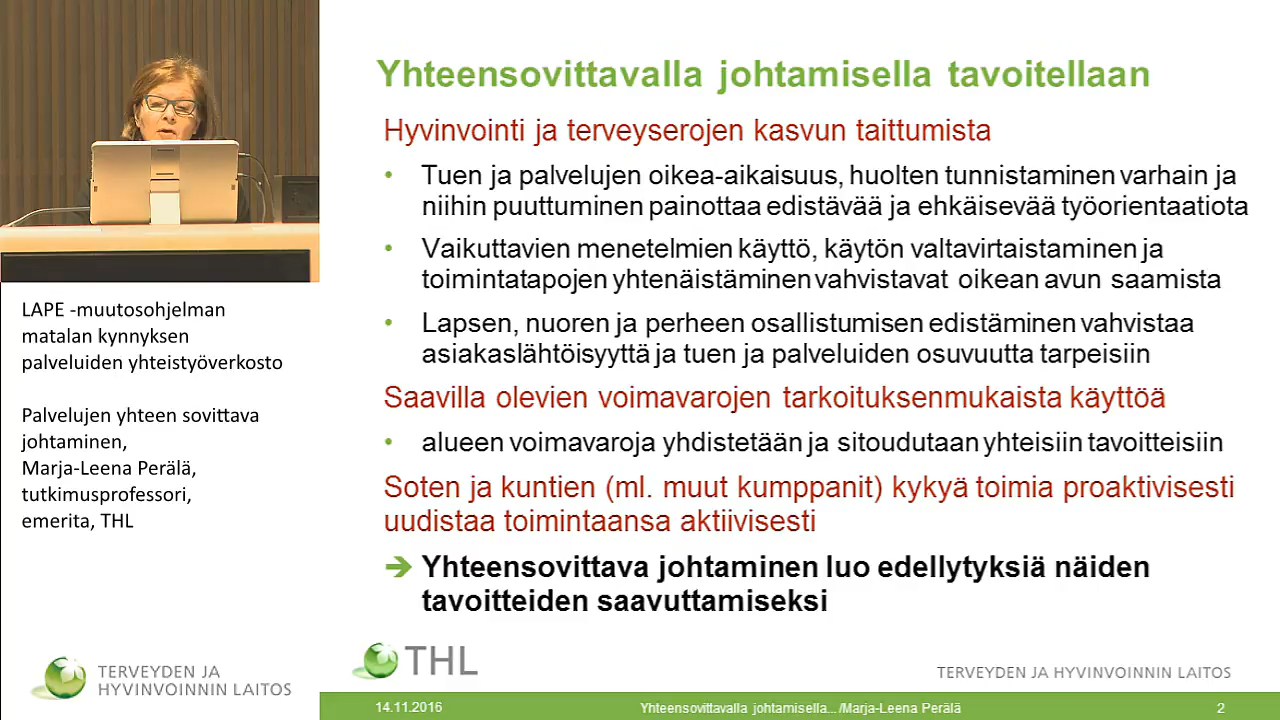 Yhteensovittavalla johtamisella tavoitellaan
Hyvinvointi ja terveyserojen kasvun taittumista
• Tuen ja palvelujen oikea-aikaisuus, huolten tunnistaminen varhain ja
niihin puuttuminen painottaa edistävää ja ehkäisevää työorientaatiota
• Vaikuttavien menetelmien käyttö, käytön valtavirtaistaminen ja
toimintatapojen yhtenäistäminen vahvistavat oikean avun saamista
• Lapsen, nuoren ja perheen osallistumisen edistäminen vahvistaa
asiakaslähtöisyyttä ja tuen ja palveluiden osuvuutta tarpeisiin
Saavilla olevien voimavarojen tarkoituksenmukaista käyttöä
• alueen voimavaroja yhdistetään ja sitoudutaan yhteisiin tavoitteisiin
Soten ja kuntien (ml. muut kumppanit) kykyä toimia proaktivisesti
uudistaa toimintaansa aktiivisesti
➔ Yhteensovittava johtaminen luo edellytyksiä näiden
tavoitteiden saavuttamiseksi
LAPE -muutosohjelman
matalan kynnyksen
palveluiden yhteistyöverkosto
Palvelujen yhteen sovittava
johtaminen,
Marja-Leena Perälä,
tutkimusprofessori,
emerita, THL
TERVEYDEN JA
HYVINVOINNIN LAITOS
THL
TERVEYDEN JA HYVINVOINNIN LAITOS
14.11.2016
Yhteensovittavalla johtamisella... /Marja-Leena Perälä
2